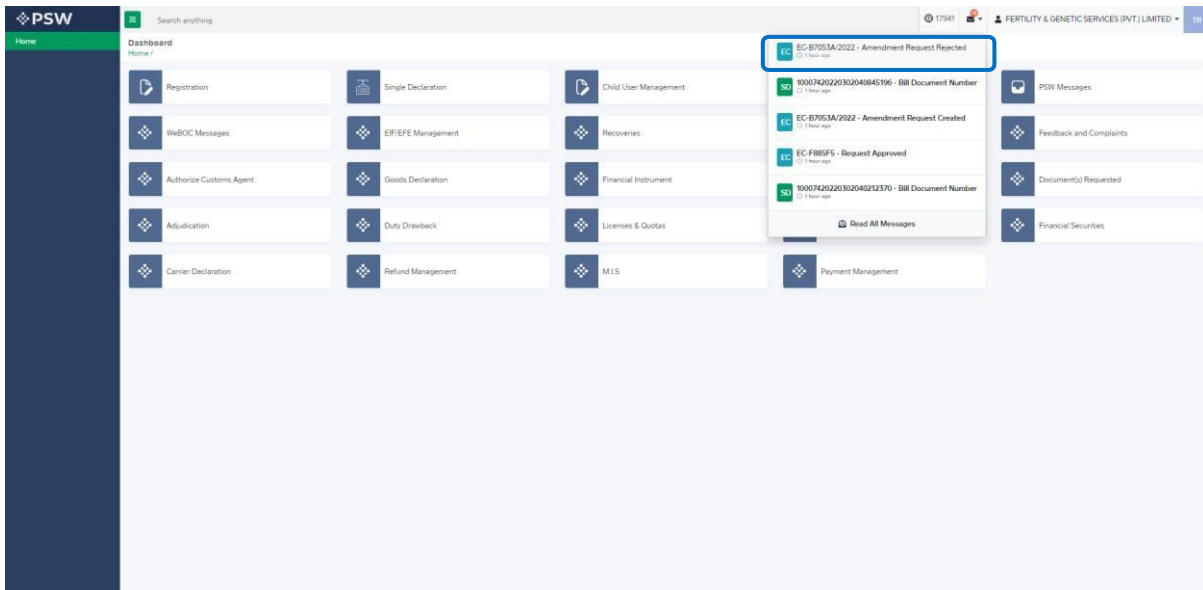 PSW
Search anything
17941
FERTILITY & GENETIC SERVICES (PVT.) LIMITED
TR
Home
Dashboard
Home /
EC
EC-B7053A/2022 - Amendment Request Rejected
1 hour ago
SD
10007420220302040845196 - Bill Document Number
1 hour ago
EC
EC-B7053A/2022 - Amendment Request Created
1 hour ago
EC
EC-F885F5 - Request Approved
1 hour ago
SD
10007420220302040212370 - Bill Document Number
1 hour ago
Read All Messages
Registration
Single Declaration
Child User Management
PSW Messages
WeBOC Messages
EIF/EFE Management
Recoveries
Feedback and Complaints
Authorize Customs Agent
Goods Declaration
Financial Instrument
Document(s) Requested
Adjudication
Duty Drawback
Licenses & Quotas
Financial Securities
Carrier Declaration
Refund Management
M.I.S
Payment Management